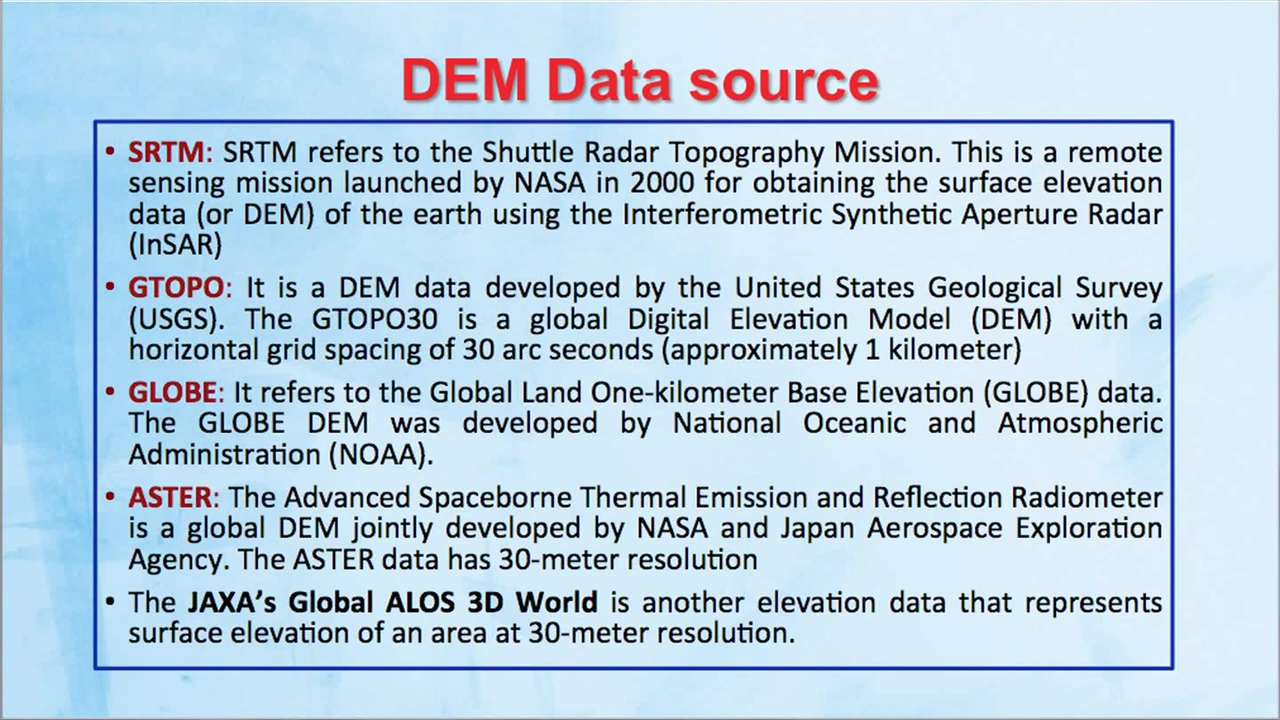 DEM Data source
• SRTM: SRTM refers to the Shuttle Radar Topography Mission. This is a remote
sensing mission launched by NASA in 2000 for obtaining the surface elevation
data (or DEM) of the earth using the Interferometric Synthetic Aperture Radar
(InSAR)
• GTOPO: It is a DEM data developed by the United States Geological Survey
(USGS). The GTOPO30 is a global Digital Elevation Model (DEM) with a
horizontal grid spacing of 30 arc seconds (approximately 1 kilometer)
• GLOBE: It refers to the Global Land One-kilometer Base Elevation (GLOBE) data.
The GLOBE DEM was developed by National Oceanic and Atmospheric
Administration (NOAA).
• ASTER: The Advanced Spaceborne Thermal Emission and Reflection Radiometer
is a global DEM jointly developed by NASA and Japan Aerospace Exploration
Agency. The ASTER data has 30-meter resolution
• The JAXA's Global ALOS 3D World is another elevation data that represents
surface elevation of an area at 30-meter resolution.